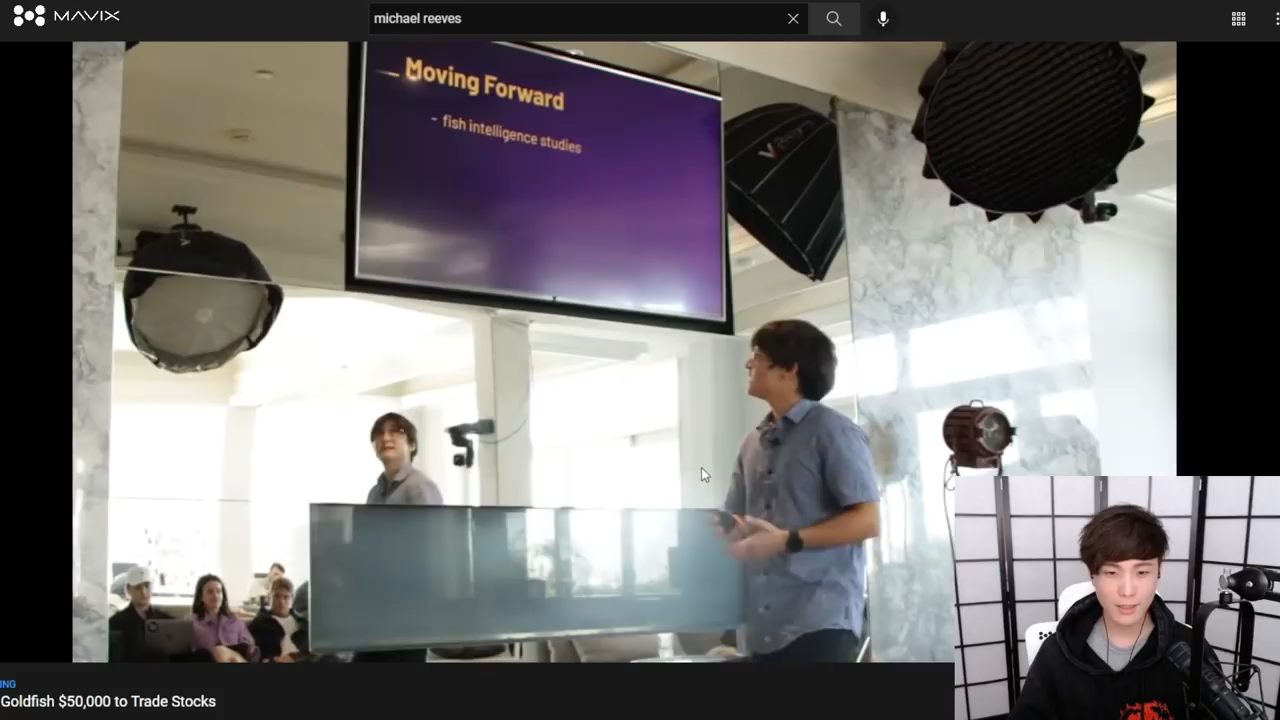 MAVIX
michael reeves
Moving Forward
- fish intelligence studies
ING
Goldfish $50,000 to Trade Stocks